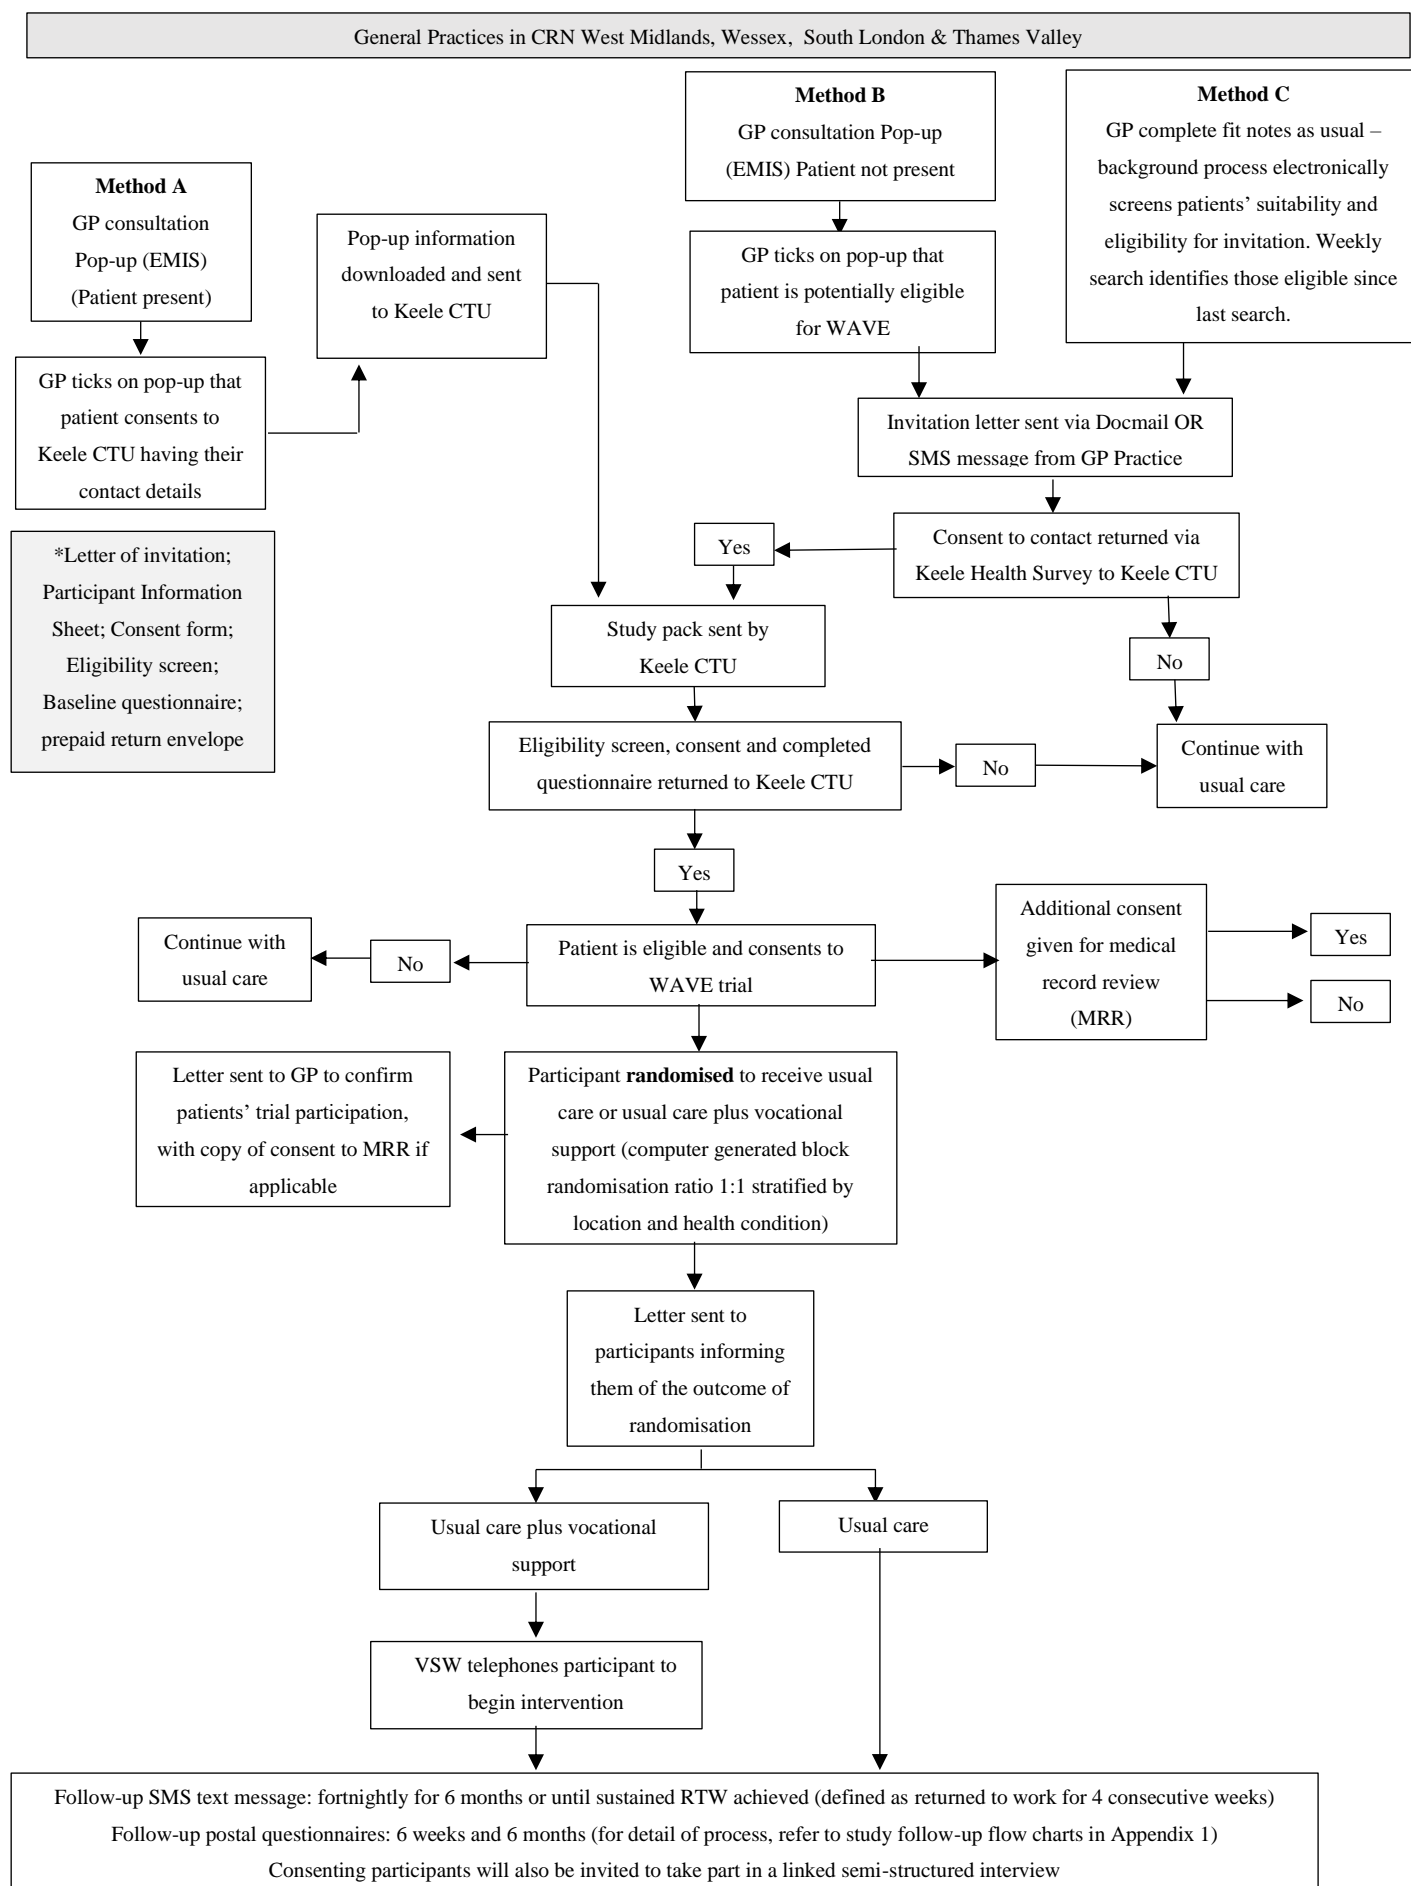 General Practices in CRN West Midlands, Wessex, South London & Thames Valley
Method A
GP consultation
Pop-up (EMIS)
(Patient present)
GP ticks on pop-up that
patient consents to
Keele CTU having their
contact details
Pop-up information
downloaded and sent
to Keele CTU
Method B
GP consultation Pop-up
(EMIS) Patient not present
GP ticks on pop-up that
patient is potentially eligible
for WAVE
Method C
GP complete fit notes as usual –
background process electronically
screens patients’ suitability and
eligibility for invitation. Weekly
search identifies those eligible since
last search.
Invitation letter sent via Docmail OR
SMS message from GP Practice
Consent to contact returned via
Keele Health Survey to Keele CTU
Yes
No
*Letter of invitation;
Participant Information
Sheet; Consent form;
Eligibility screen;
Baseline questionnaire;
prepaid return envelope
Study pack sent by
Keele CTU
Eligibility screen, consent and completed
questionnaire returned to Keele CTU
No
Continue with
usual care
Yes
Patient is eligible and consents to
WAVE trial
No
Continue with
usual care
Additional consent
given for medical
record review
(MRR)
Yes
No
Participant randomised to receive usual
care or usual care plus vocational
support (computer generated block
randomisation ratio 1:1 stratified by
location and health condition)
Letter sent to GP to confirm
patients’ trial participation,
with copy of consent to MRR if
applicable
Letter sent to
participants informing
them of the outcome of
randomisation
Usual care plus vocational
support
Usual care
VSW telephones participant to
begin intervention
Follow-up SMS text message: fortnightly for 6 months or until sustained RTW achieved (defined as returned to work for 4 consecutive weeks)
Follow-up postal questionnaires: 6 weeks and 6 months (for detail of process, refer to study follow-up flow charts in Appendix 1)
Consenting participants will also be invited to take part in a linked semi-structured interview